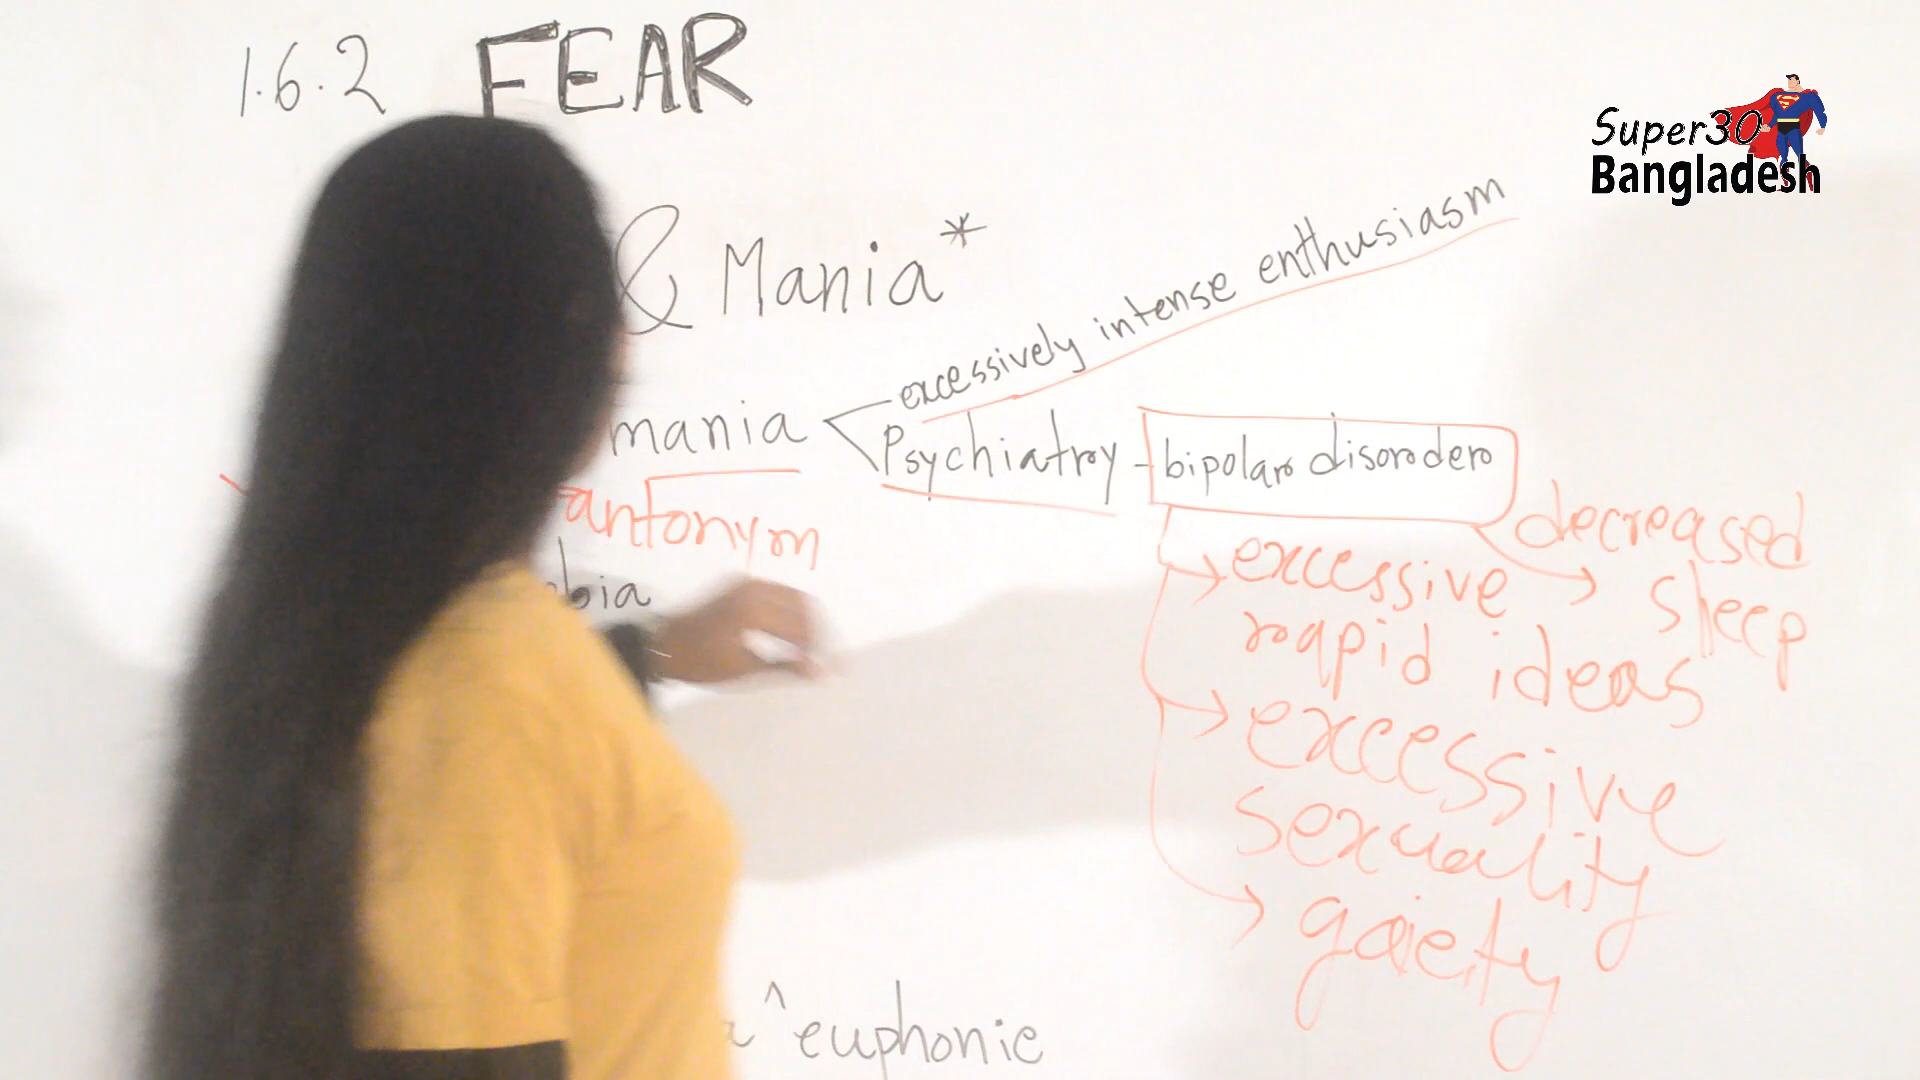 1.6.2 FEAR
Super30
Bangladesh
& Mania*
excessively intense enthusiasm
mania
Psychiatry - bipolar disorder
antonym
decreased
sleep
excessive
rapid ideas
excessive
sexuality
gaiety
euphonic